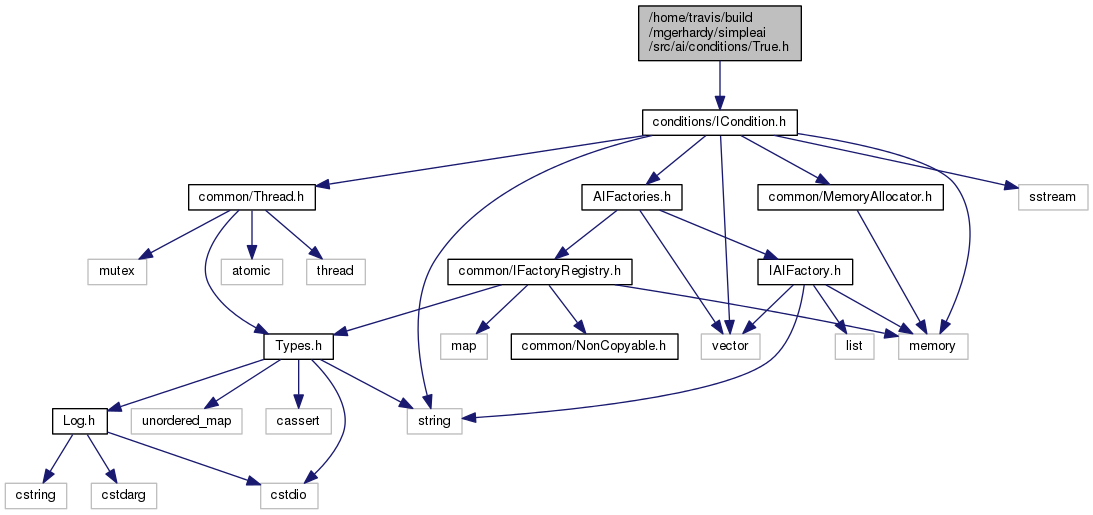 /home/travis/build
/mgerhardy/simpleai
/src/ai/conditions/True.h
conditions/ICondition.h
common/Thread.h
AIFactories.h
common/MemoryAllocator.h
sstream
mutex
atomic
thread
common/IFactoryRegistry.h
IAIFactory.h
Types.h
map
common/NonCopyable.h
vector
list
memory
Log.h
unordered_map
cassert
string
cstring
cstdarg
cstdio